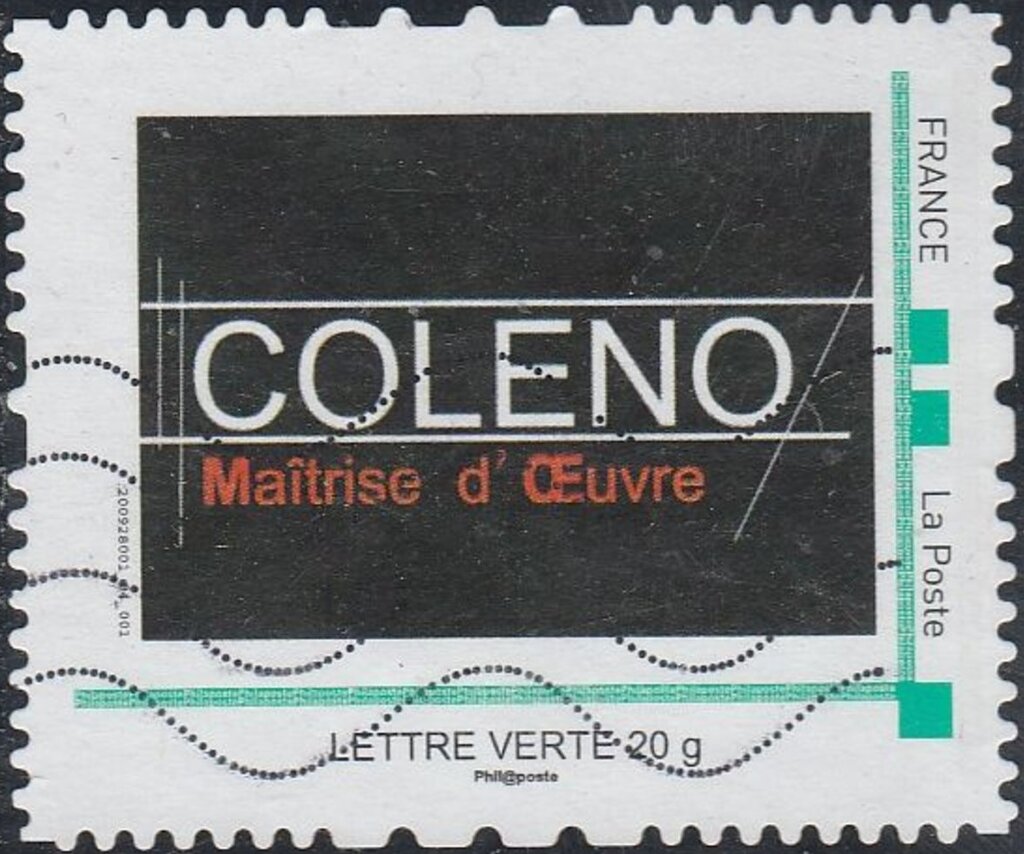 COLENO
Maîtrise d' Œuvre
FRANCE
La Poste
LETTRE VERTE 20 g
Phil@poste